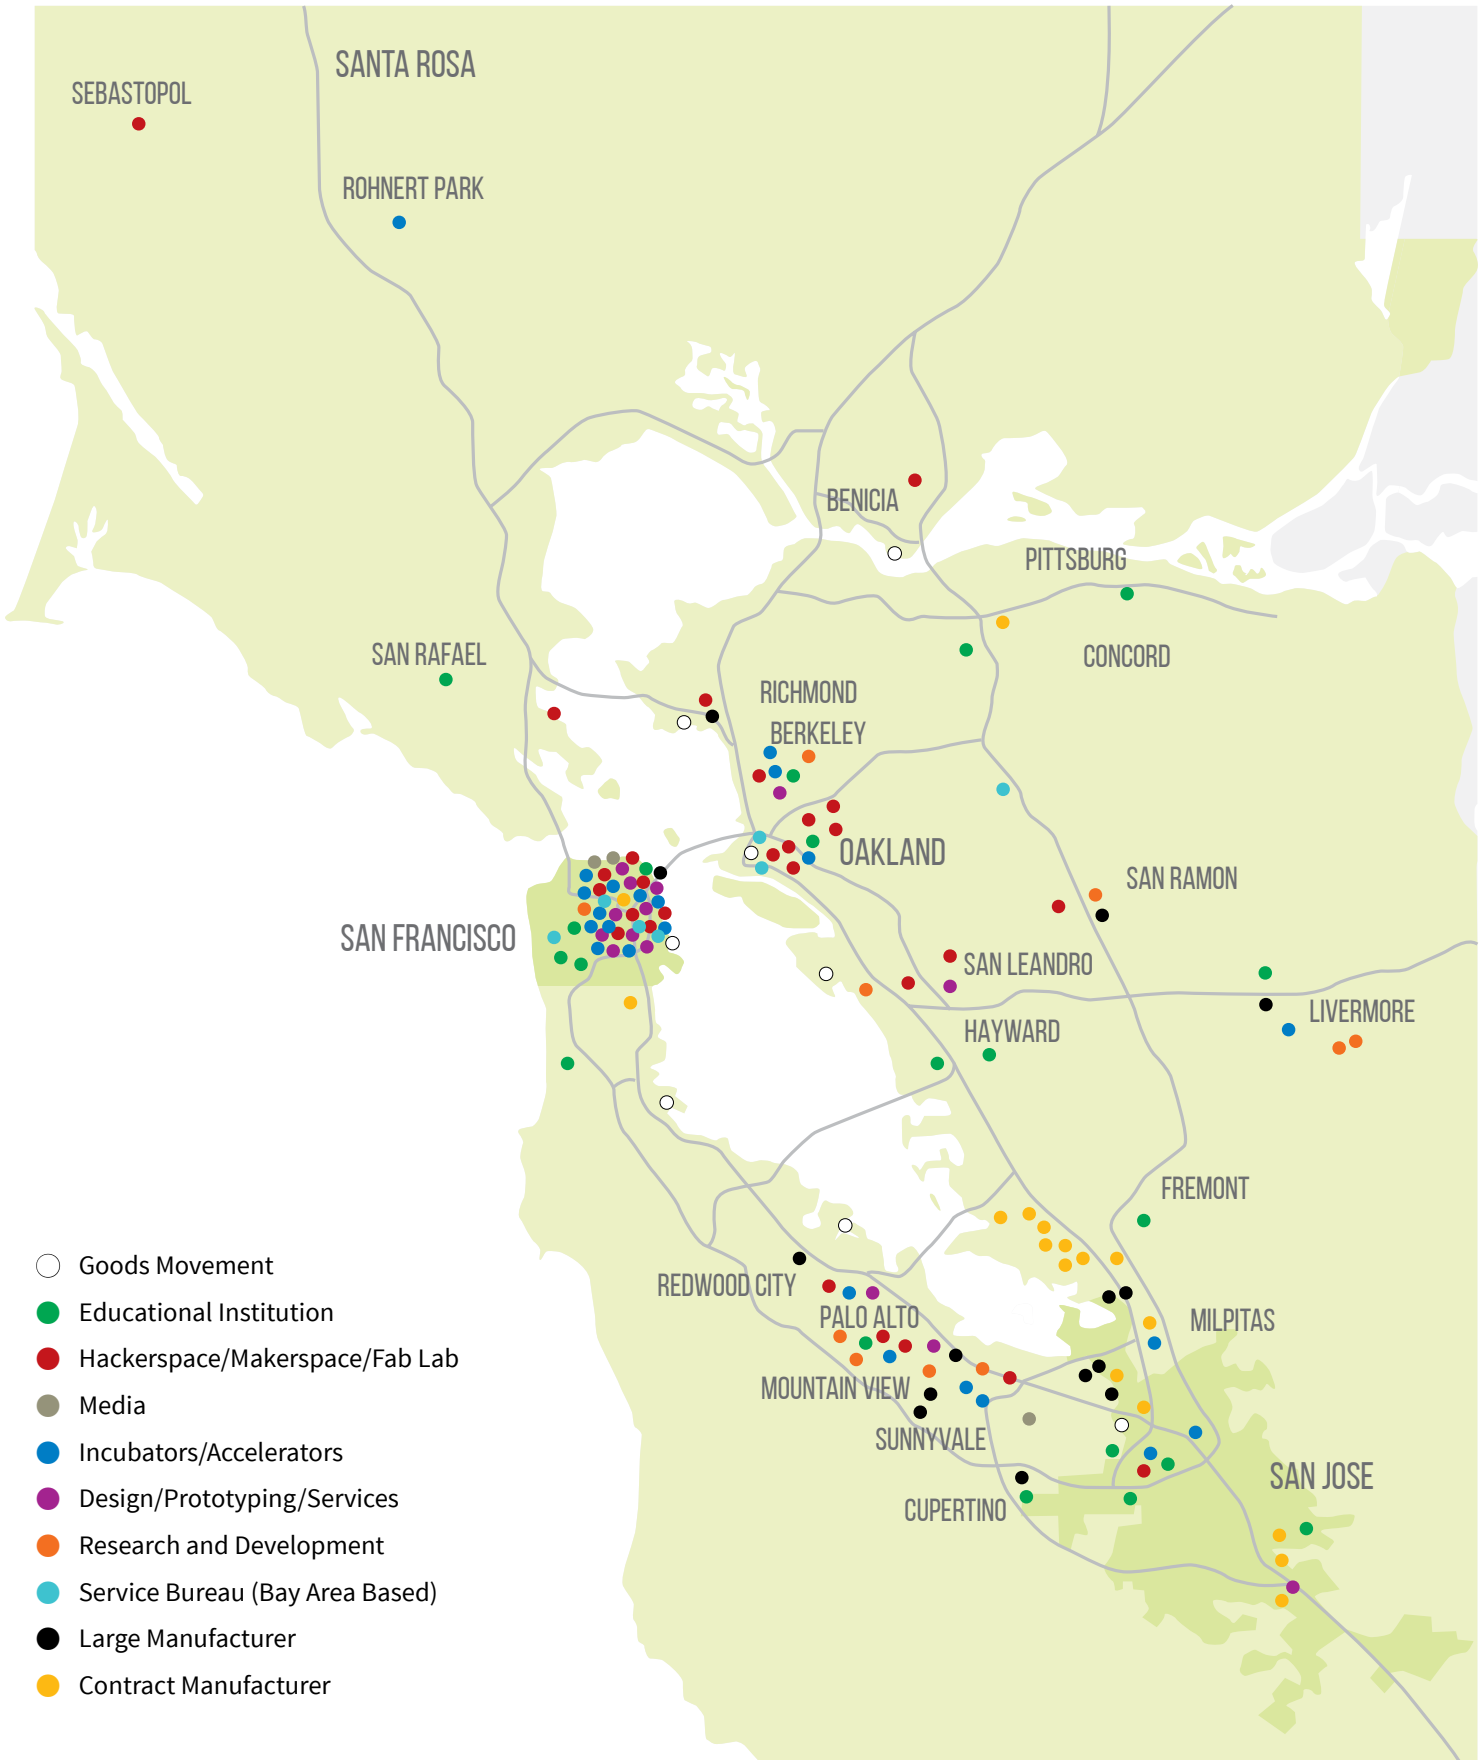 SANTA ROSA
SEBASTOPOL
ROHNERT PARK
BENICIA
PITTSBURG
SAN RAFAEL
CONCORD
RICHMOND
BERKELEY
OAKLAND
SAN RAMON
SAN FRANCISCO
SAN LEANDRO
LIVERMORE
HAYWARD
FREMONT
REDWOOD CITY
PALO ALTO
MILPITAS
MOUNTAIN VIEW
SUNNYVALE
SAN JOSE
CUPERTINO
Goods Movement
Educational Institution
Hackerspace/Makerspace/Fab Lab
Media
Incubators/Accelerators
Design/Prototyping/Services
Research and Development
Service Bureau (Bay Area Based)
Large Manufacturer
Contract Manufacturer